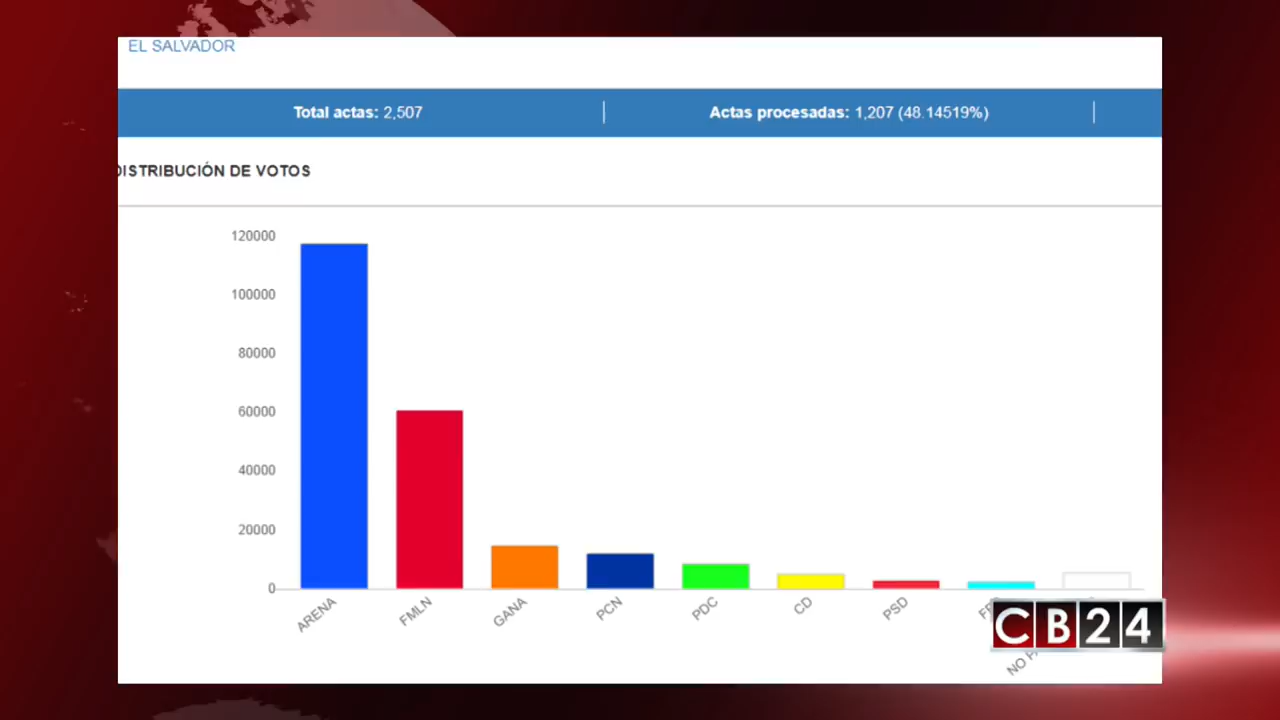 EL SALVADOR
Total actas: 2,507
Actas procesadas: 1,207 (48.14519%)
DISTRIBUCIÓN DE VOTOS
120000
100000
80000
60000
40000
20000
0
ARENA
FMLN
GANA
PCN
PDC
CD
PSD
NO
CB24